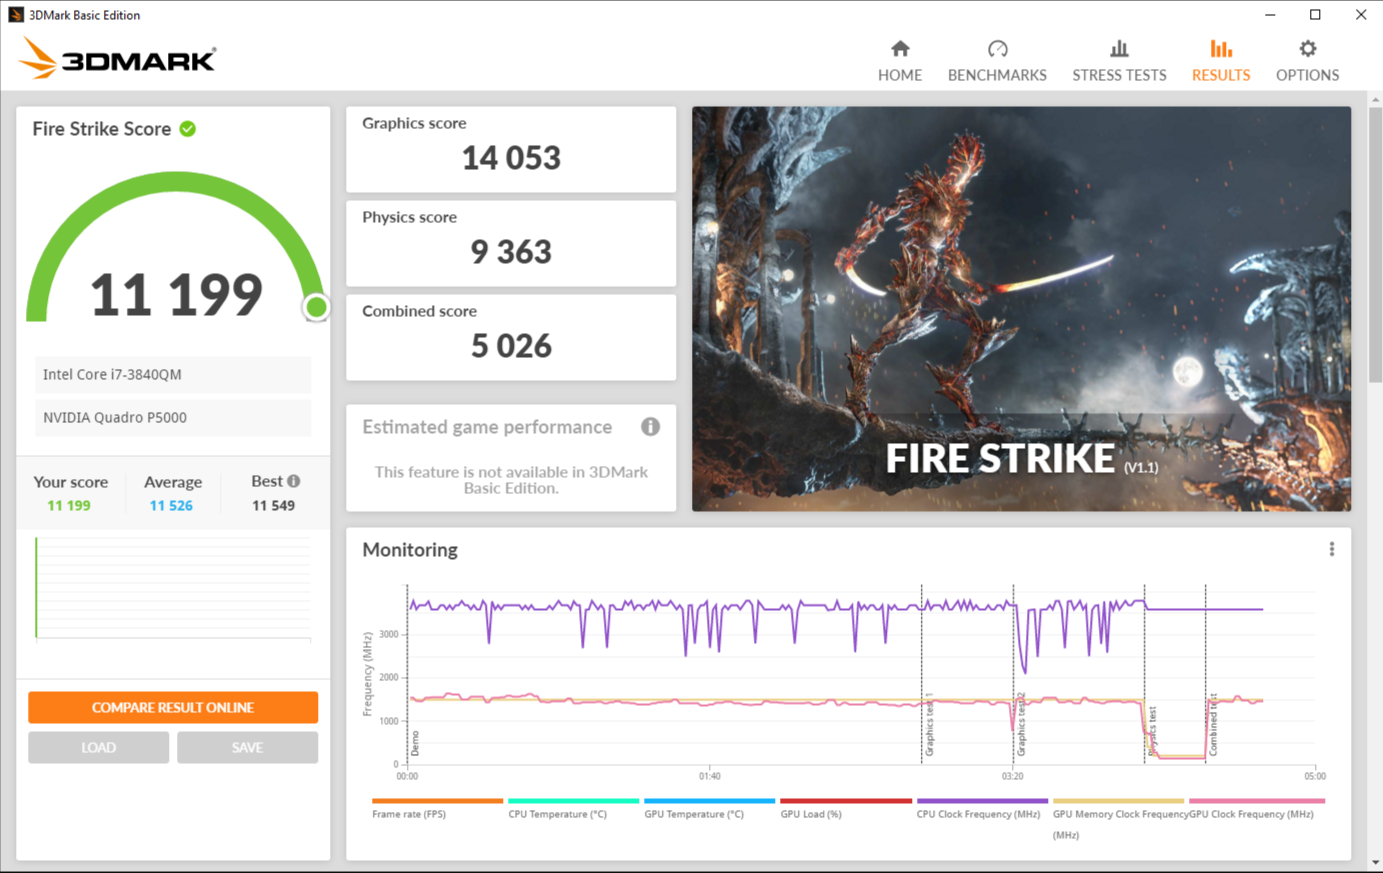 3DMark Basic Edition
3DMARK®
HOME
BENCHMARKS
STRESS TESTS
RESULTS
OPTIONS
Fire Strike Score
11 199
Intel Core i7-3840QM
NVIDIA Quadro P5000
Your score
11 199
Average
11 526
Best
11 549
COMPARE RESULT ONLINE
LOAD
SAVE
Graphics score
14 053
Physics score
9 363
Combined score
5 026
Estimated game performance
This feature is not available in 3DMark
Basic Edition.
FIRE STRIKE (V1.1)
Monitoring
Frequency (MHz)
3000
2000
1000
0
Demo
Graphics test 1
Graphics test 2
Physics test
Combined test
00:00
01:40
03:20
05:00
Frame rate (FPS)
CPU Temperature (°C)
GPU Temperature (°C)
GPU Load (%)
CPU Clock Frequency (MHz)
GPU Memory Clock Frequency
(MHz)
GPU Clock Frequency (MHz)